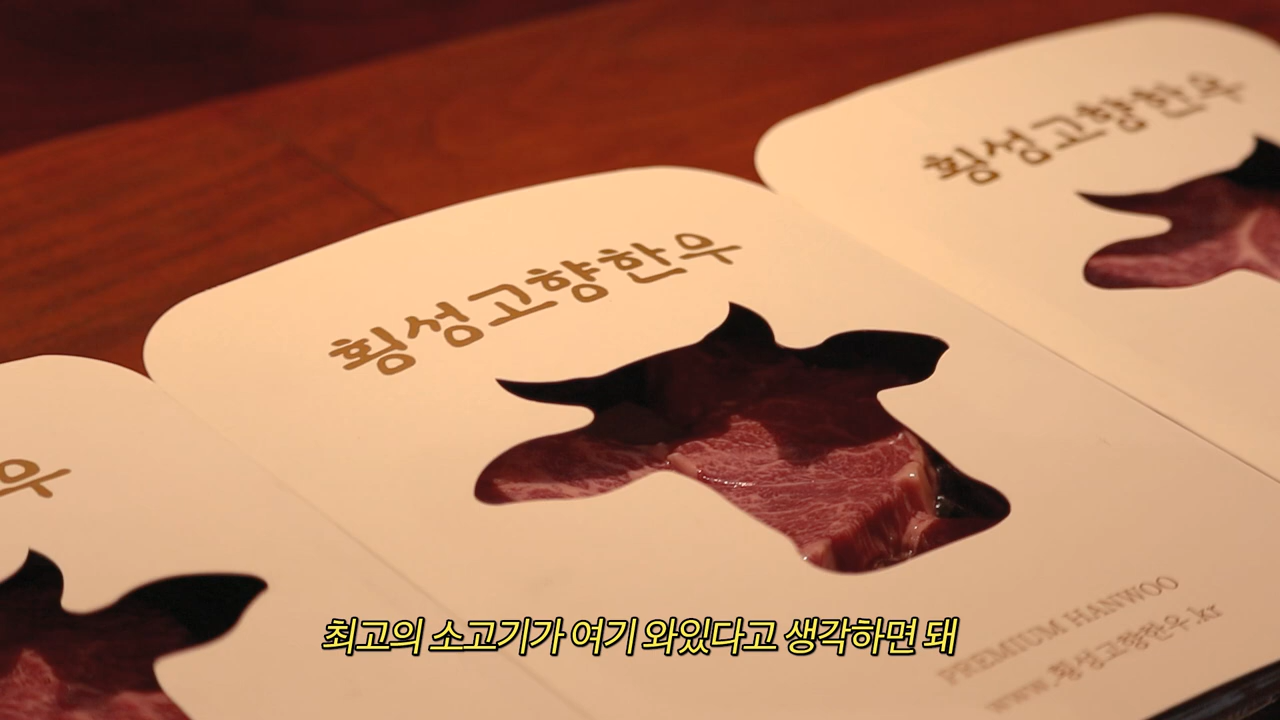 횡성고향한우
횡성고향한우
우
PREMIUM HANWOO
www.횡성고향한우.kr
최고의 소고기가 여기 와있다고 생각하면 돼